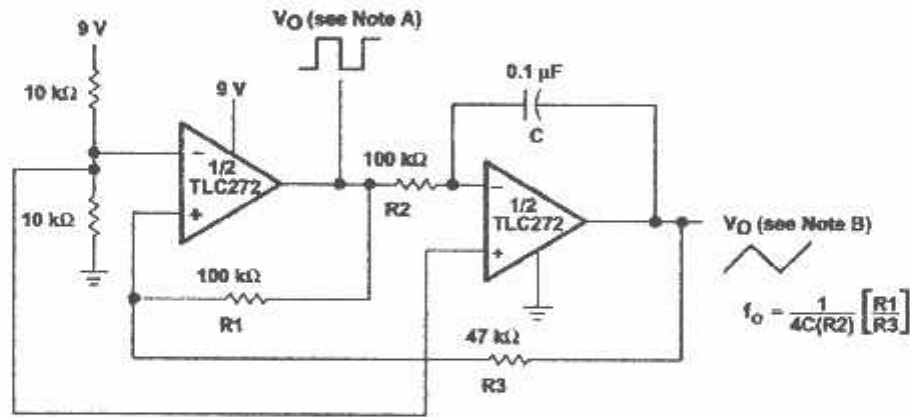 VO (see Note A)
9 V
10 kΩ
9 V
0.1 μF
C
1/2
TLC272
100 kΩ
R2
1/2
TLC272
10 kΩ
VO (see Note B)
100 kΩ
R1
fO = 1/4C(R2) [R1/R3]
47 kΩ
R3